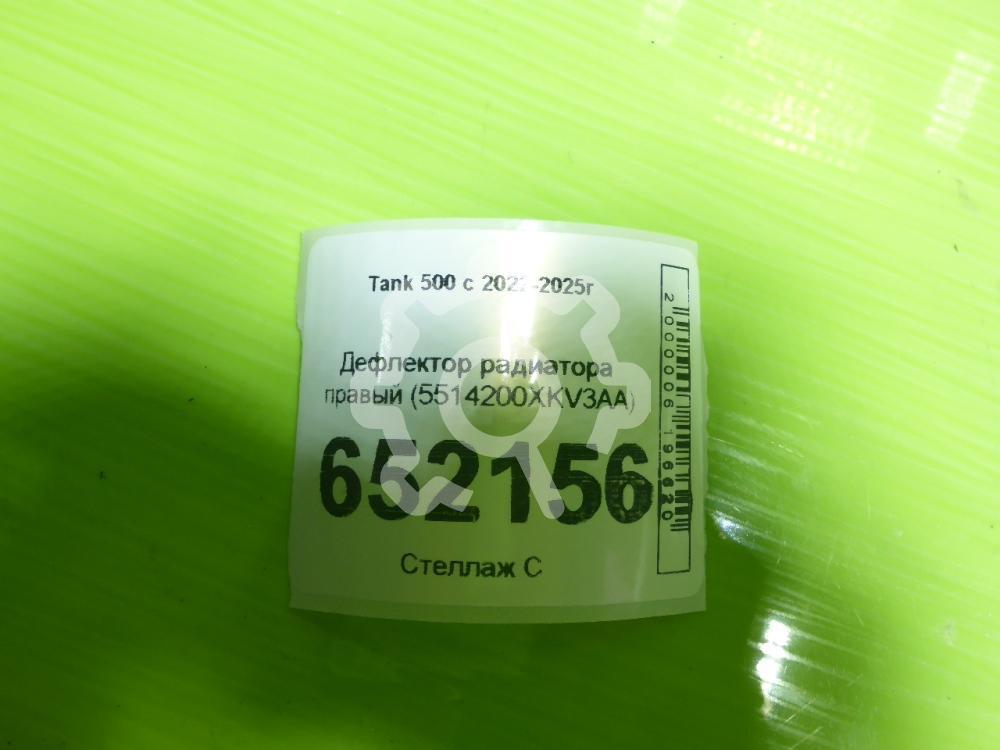 Tank 500 с 2022-2025г
Дефлектор радиатора
правый (5514200XKV3AA)
652156
Стеллаж C
2000006196620